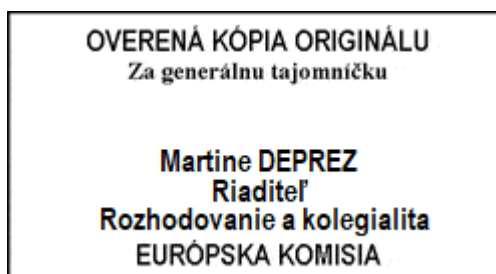 OVERENÁ KÓPIA ORIGINÁLU
Za generálnu tajomníčku
Martine DEPREZ
Riaditeľ
Rozhodovanie a kolegialita
EURÓPSKA KOMISIA